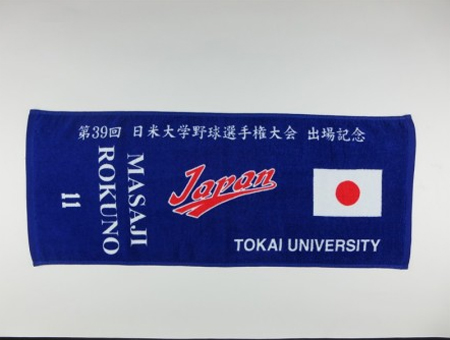 第39回 日米大学野球選手権大会 出場記念
MASAJI
ROKUNO
11
Japan
TOKAI UNIVERSITY